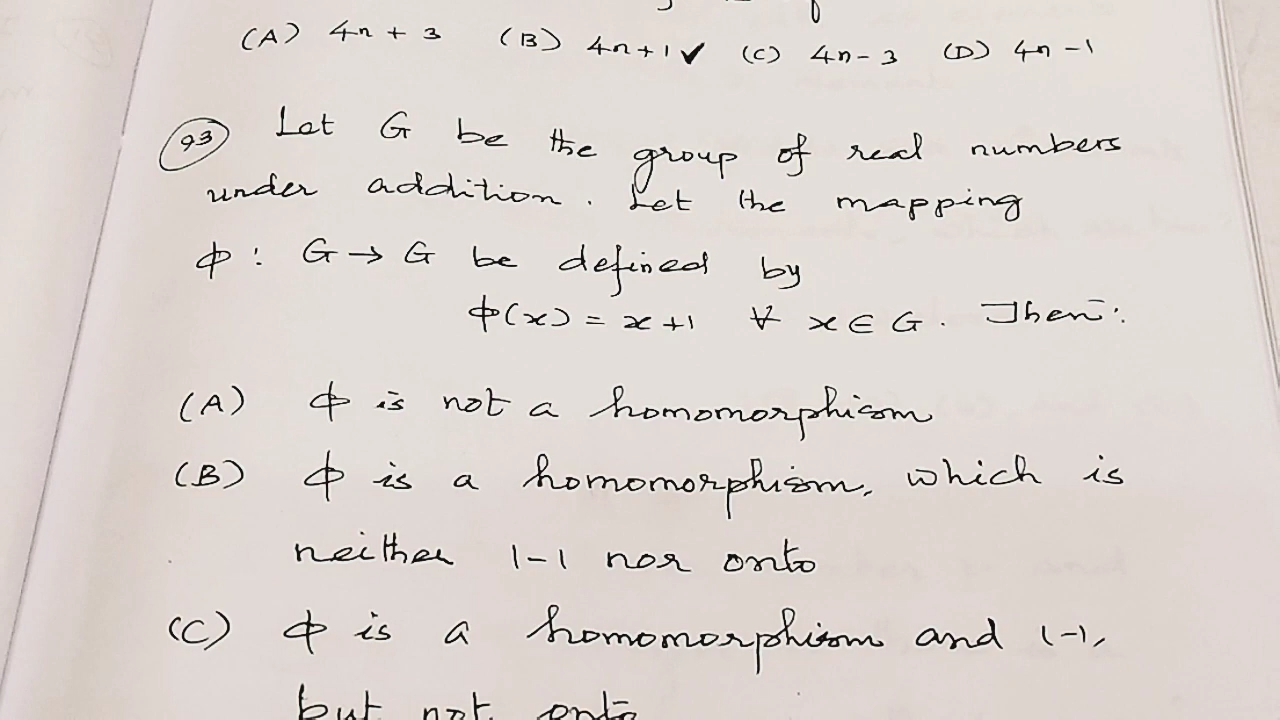 (A) 4n + 3 (B) 4n+1 ✓ (C) 4n-3 (D) 4n-1
93 Let G be the group of real numbers
under addition. Let the mapping
ϕ: G→G be defined by
ϕ(x) = x+1 ∀ x∈G. Then:
(A) ϕ is not a homomorphism
(B) ϕ is a homomorphism, which is
neither 1-1 nor onto
(C) ϕ is a homomorphism and 1-1,
but not onto